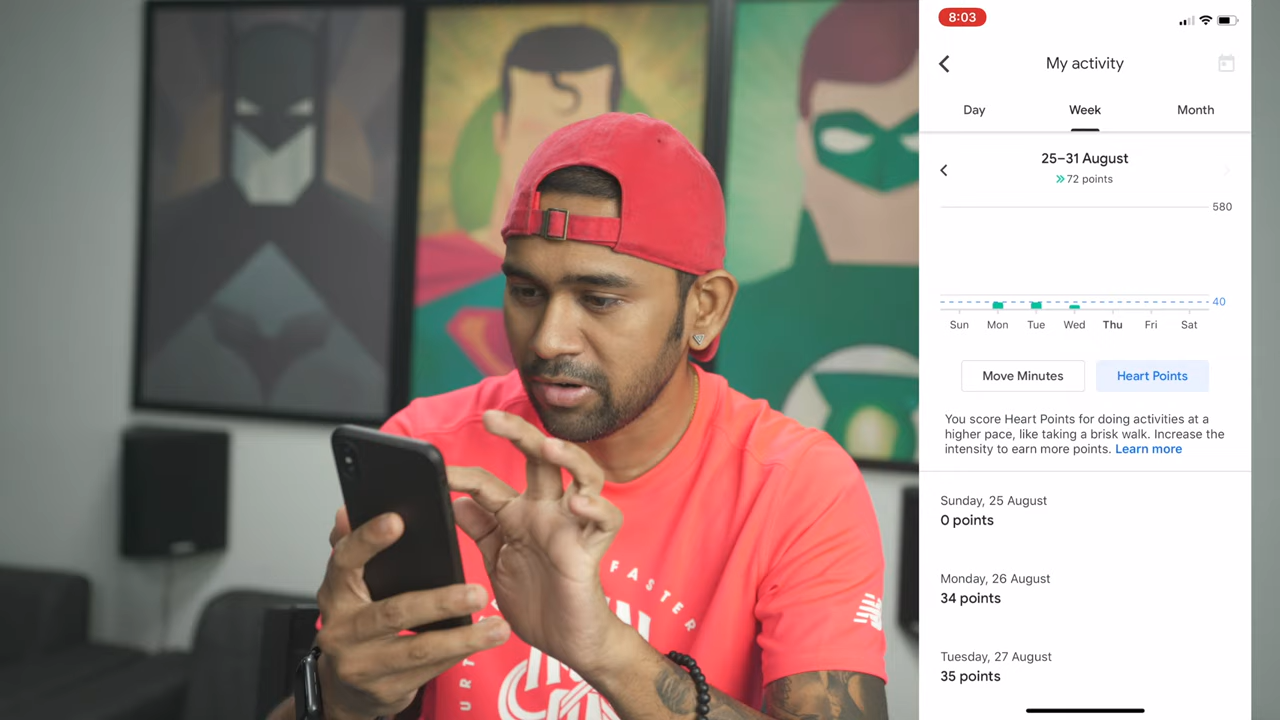 8:03
My activity
Day Week Month
25–31 August
72 points
580
40
Sun Mon Tue Wed Thu Fri Sat
Move Minutes Heart Points
You score Heart Points for doing activities at a
higher pace, like taking a brisk walk. Increase the
intensity to earn more points. Learn more
Sunday, 25 August
0 points
Monday, 26 August
34 points
Tuesday, 27 August
35 points
FASTER